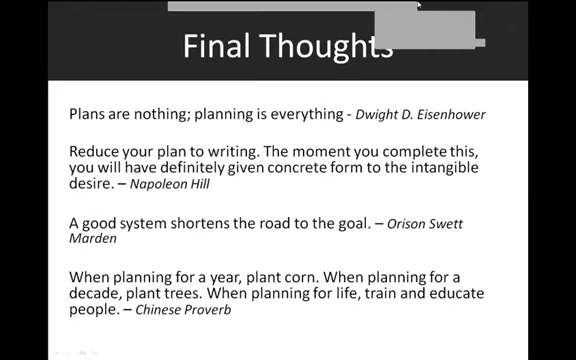 Final Thoughts
Plans are nothing; planning is everything - Dwight D. Eisenhower
Reduce your plan to writing. The moment you complete this,
you will have definitely given concrete form to the intangible
desire. – Napoleon Hill
A good system shortens the road to the goal. – Orison Swett
Marden
When planning for a year, plant corn. When planning for a
decade, plant trees. When planning for life, train and educate
people. – Chinese Proverb